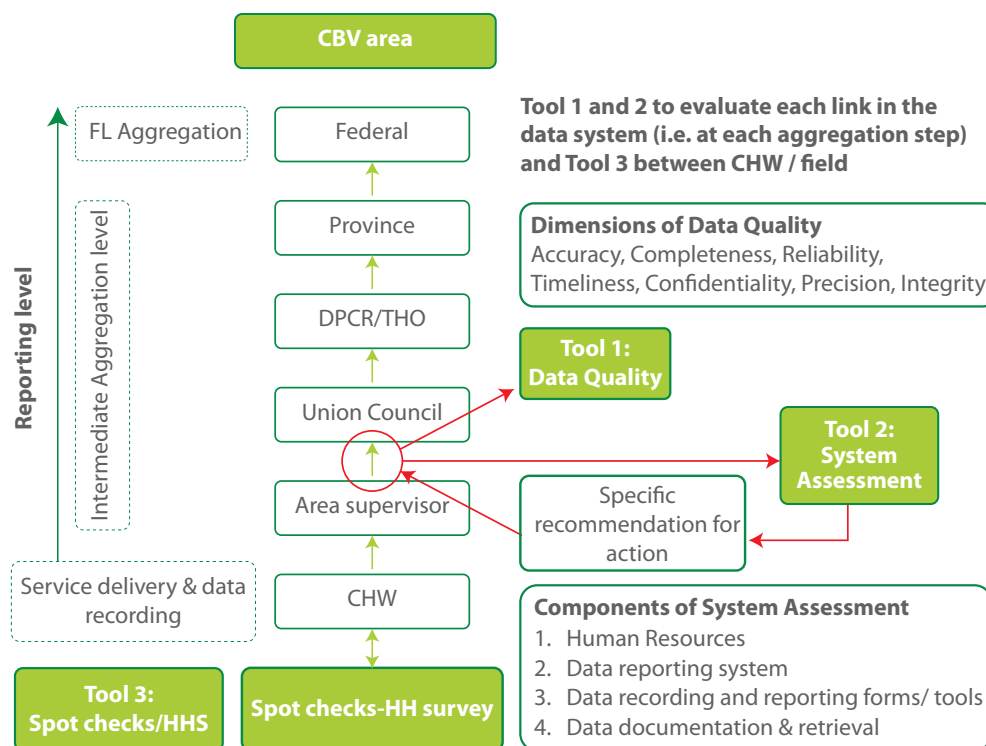 CBV area
FL Aggregation
Federal
Tool 1 and 2 to evaluate each link in the
data system (i.e. at each aggregation step)
and Tool 3 between CHW / field
Reporting level
Intermediate Aggregation level
Province
Dimensions of Data Quality
Accuracy, Completeness, Reliability,
Timeliness, Confidentiality, Precision, Integrity
DPCR/THO
Tool 1:
Data Quality
Union Council
Tool 2:
System
Assessment
Area supervisor
Specific
recommendation for
action
Service delivery & data
recording
CHW
Components of System Assessment
1. Human Resources
2. Data reporting system
3. Data recording and reporting forms/ tools
4. Data documentation & retrieval
Tool 3:
Spot checks/HHS
Spot checks-HH survey